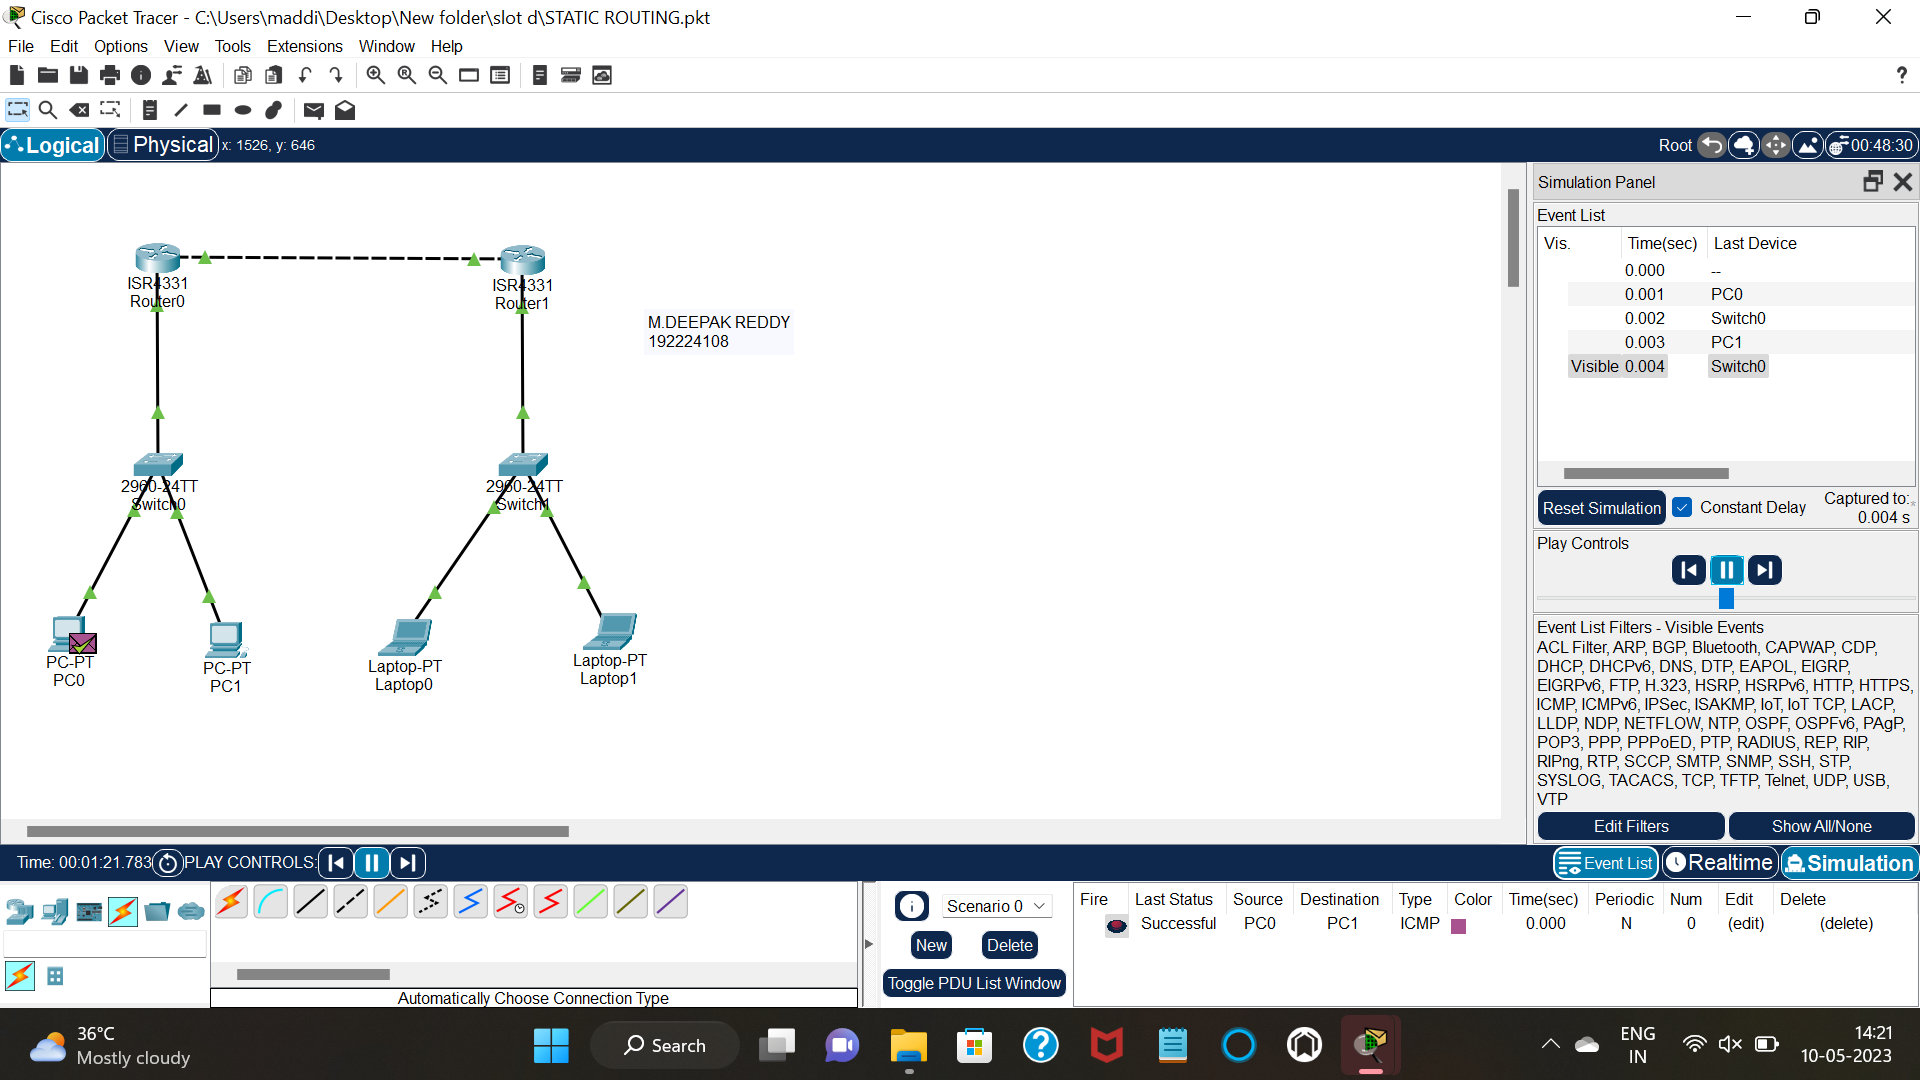 Cisco Packet Tracer - C:\Users\maddi\Desktop\New folder\slot d\STATIC ROUTING.pkt
File Edit Options View Tools Extensions Window Help
Logical Physical x: 1526, y: 646
Root 00:48:30
ISR4331
Router0
ISR4331
Router1
M.DEEPAK REDDY
192224108
2960-24TT
Switch0
2960-24TT
Switch1
PC-PT
PC0
PC-PT
PC1
Laptop-PT
Laptop0
Laptop-PT
Laptop1
Simulation Panel
Event List
Vis. Time(sec) Last Device
0.000 --
0.001 PC0
0.002 Switch0
0.003 PC1
Visible 0.004 Switch0
Reset Simulation Constant Delay Captured to:
0.004 s
Play Controls
Event List Filters - Visible Events
ACL Filter, ARP, BGP, Bluetooth, CAPWAP, CDP,
DHCP, DHCPv6, DNS, DTP, EAPOL, EIGRP,
EIGRPv6, FTP, H.323, HSRP, HSRPv6, HTTP, HTTPS,
ICMP, ICMPv6, IPSec, ISAKMP, IoT, IoT TCP, LACP,
LLDP, NDP, NETFLOW, NTP, OSPF, OSPFv6, PAgP,
POP3, PPP, PPPoED, PTP, RADIUS, REP, RIP,
RIPng, RTP, SCCP, SMTP, SNMP, SSH, STP,
SYSLOG, TACACS, TCP, TFTP, Telnet, UDP, USB,
VTP
Edit Filters Show All/None
Time: 00:01:21.783 PLAY CONTROLS:
Event List Realtime Simulation
Automatically Choose Connection Type
Scenario 0
New Delete
Toggle PDU List Window
Fire Last Status Source Destination Type Color Time(sec) Periodic Num Edit Delete
Successful PC0 PC1 ICMP 0.000 N 0 (edit) (delete)
36°C
Mostly cloudy
Search
ENG
IN
14:21
10-05-2023